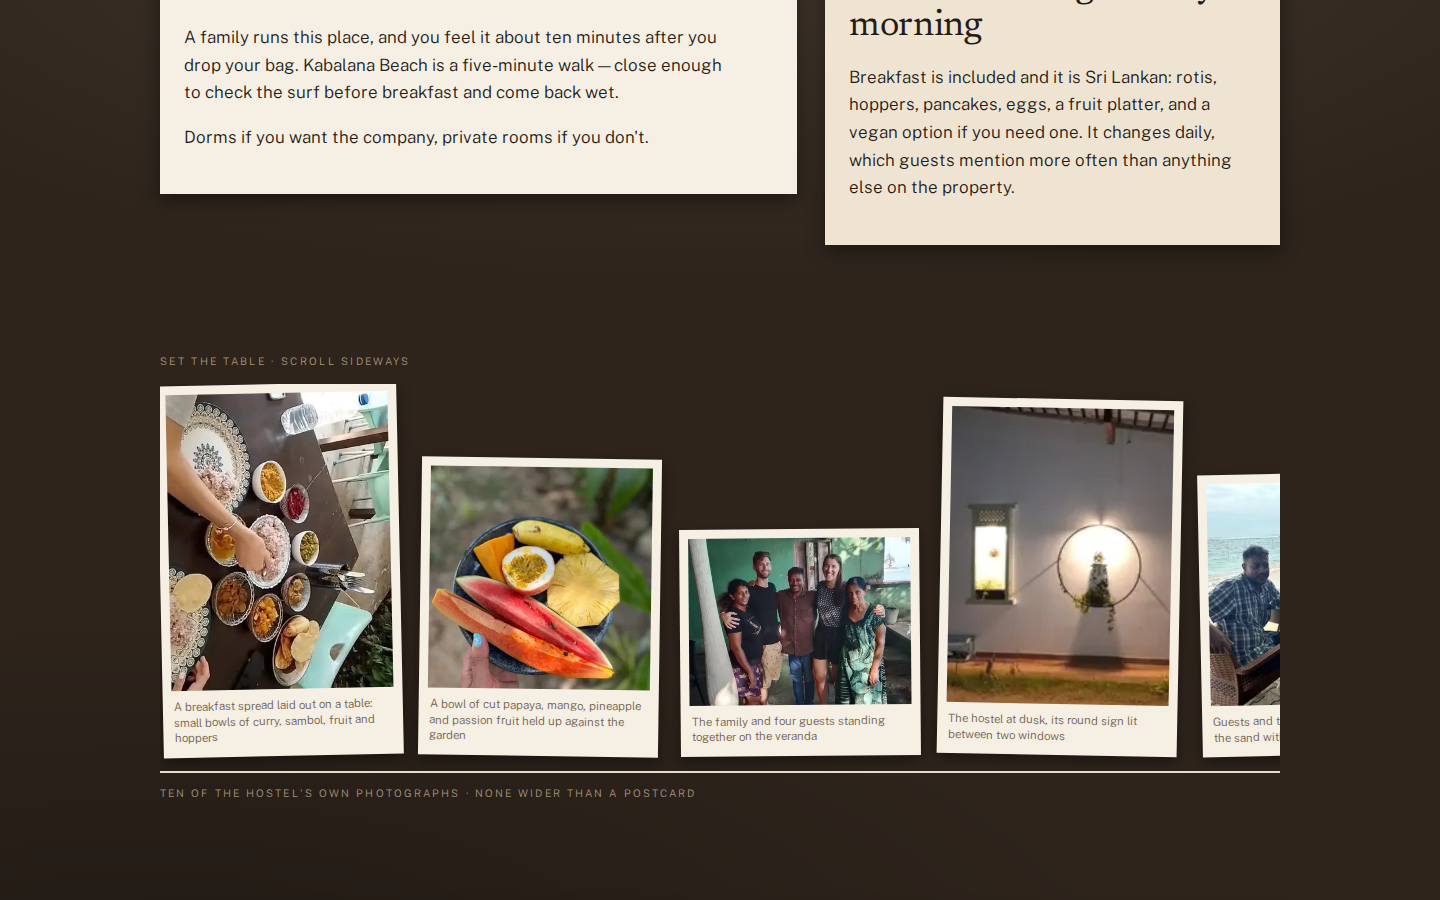 A family runs this place, and you feel it about ten minutes after you
drop your bag. Kabalana Beach is a five-minute walk — close enough
to check the surf before breakfast and come back wet.
Dorms if you want the company, private rooms if you don't.
morning
Breakfast is included and it is Sri Lankan: rotis,
hoppers, pancakes, eggs, a fruit platter, and a
vegan option if you need one. It changes daily,
which guests mention more often than anything
else on the property.
SET THE TABLE · SCROLL SIDEWAYS
A breakfast spread laid out on a table:
small bowls of curry, sambol, fruit and
hoppers
A bowl of cut papaya, mango, pineapple
and passion fruit held up against the
garden
The family and four guests standing
together on the veranda
The hostel at dusk, its round sign lit
between two windows
Guests and
the sand
TEN OF THE HOSTEL'S OWN PHOTOGRAPHS · NONE WIDER THAN A POSTCARD